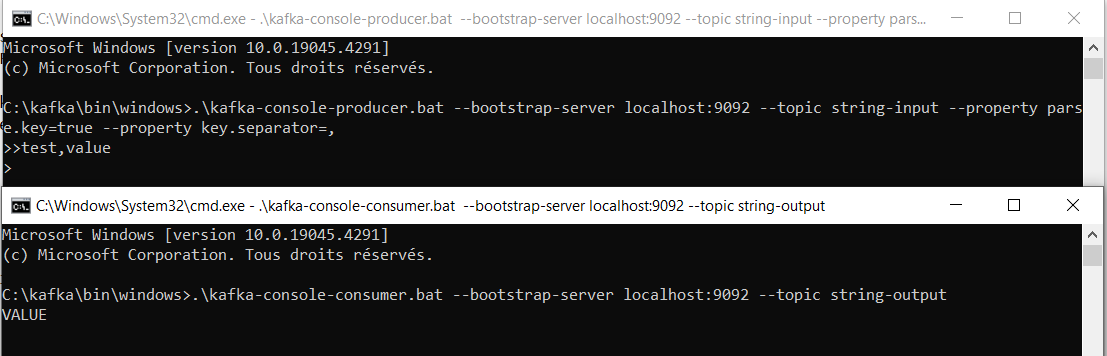 C:\Windows\System32\cmd.exe - .\kafka-console-producer.bat --bootstrap-server localhost:9092 --topic string-input --property pars...
Microsoft Windows [version 10.0.19045.4291]
(c) Microsoft Corporation. Tous droits réservés.
C:\kafka\bin\windows>.\kafka-console-producer.bat --bootstrap-server localhost:9092 --topic string-input --property pars
e.key=true --property key.separator=,
>>test,value
>
C:\Windows\System32\cmd.exe - .\kafka-console-consumer.bat --bootstrap-server localhost:9092 --topic string-output
Microsoft Windows [version 10.0.19045.4291]
(c) Microsoft Corporation. Tous droits réservés.
C:\kafka\bin\windows>.\kafka-console-consumer.bat --bootstrap-server localhost:9092 --topic string-output
VALUE